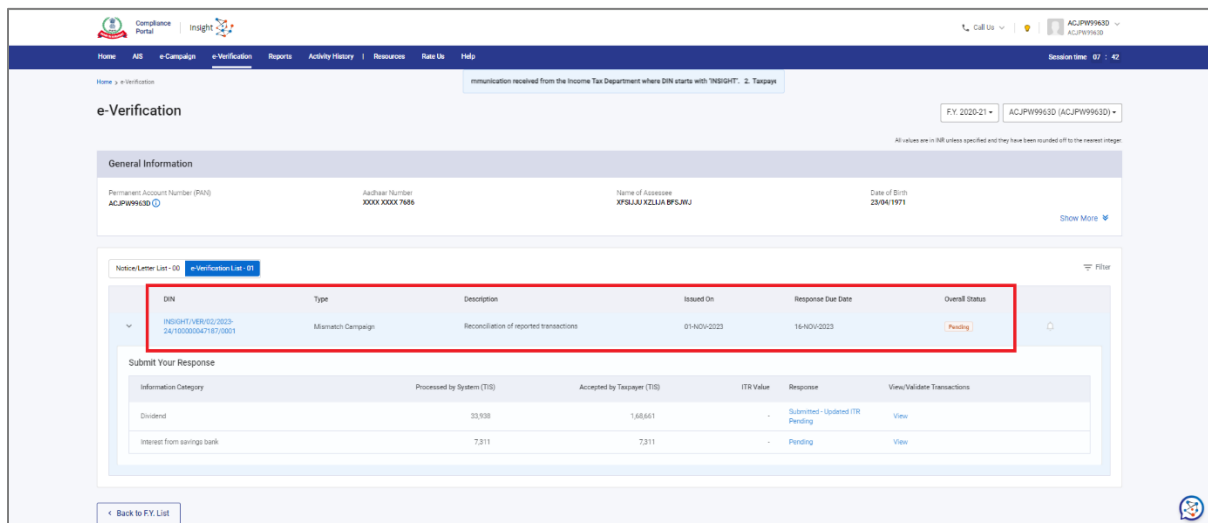 Compliance Portal | Insight
Call Us
ACJPW9963D
ACJPW9963D
Home AIS e-Campaign e-Verification Reports Activity History | Resources Rate Us Help
Session time 07 : 42
Home > e-Verification
mmunication received from the Income Tax Department where DIN starts with 'INSIGHT'. 2. Taxpaye
e-Verification
F.Y. 2020-21
ACJPW9963D (ACJPW9963D)
All values are in INR unless specified and they have been rounded off to the nearest integer.
General Information
Permanent Account Number (PAN) Aadhaar Number Name of Assessee Date of Birth
ACJPW9963D XXXX XXXX 7686 XFSIJJU XZLIJA BFSJWJ 23/04/1971
Show More
Notice/Letter List - 00 e-Verification List - 01
Filter
DIN Type Description Issued On Response Due Date Overall Status
INSIGHT/VER/02/2023-
24/100000047187/0001 Mismatch Campaign Reconciliation of reported transactions 01-NOV-2023 16-NOV-2023 Pending
Submit Your Response
Information Category Processed by System (TIS) Accepted by Taxpayer (TIS) ITR Value Response View/Validate Transactions
Dividend 33,938 1,68,661 - Submitted - Updated ITR
Pending View
Interest from savings bank 7,311 7,311 - Pending View
< Back to F.Y. List